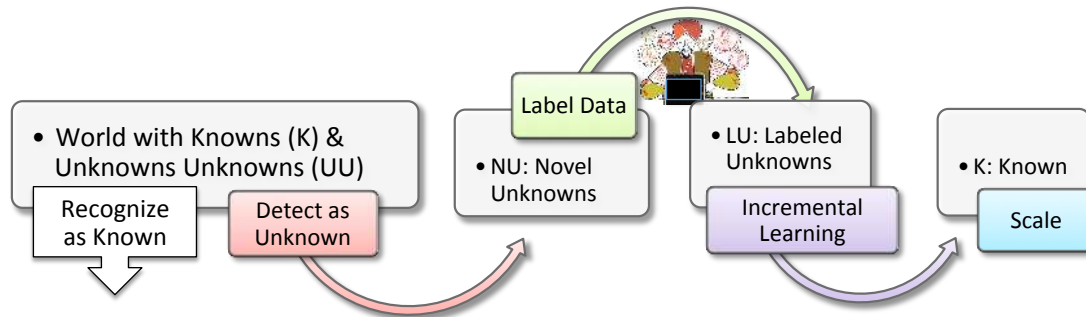 • World with Knowns (K) &
Unknowns Unknowns (UU)
Recognize
as Known
Detect as
Unknown
• NU: Novel
Unknowns
Label Data
• LU: Labeled
Unknowns
Incremental
Learning
• K: Known
Scale